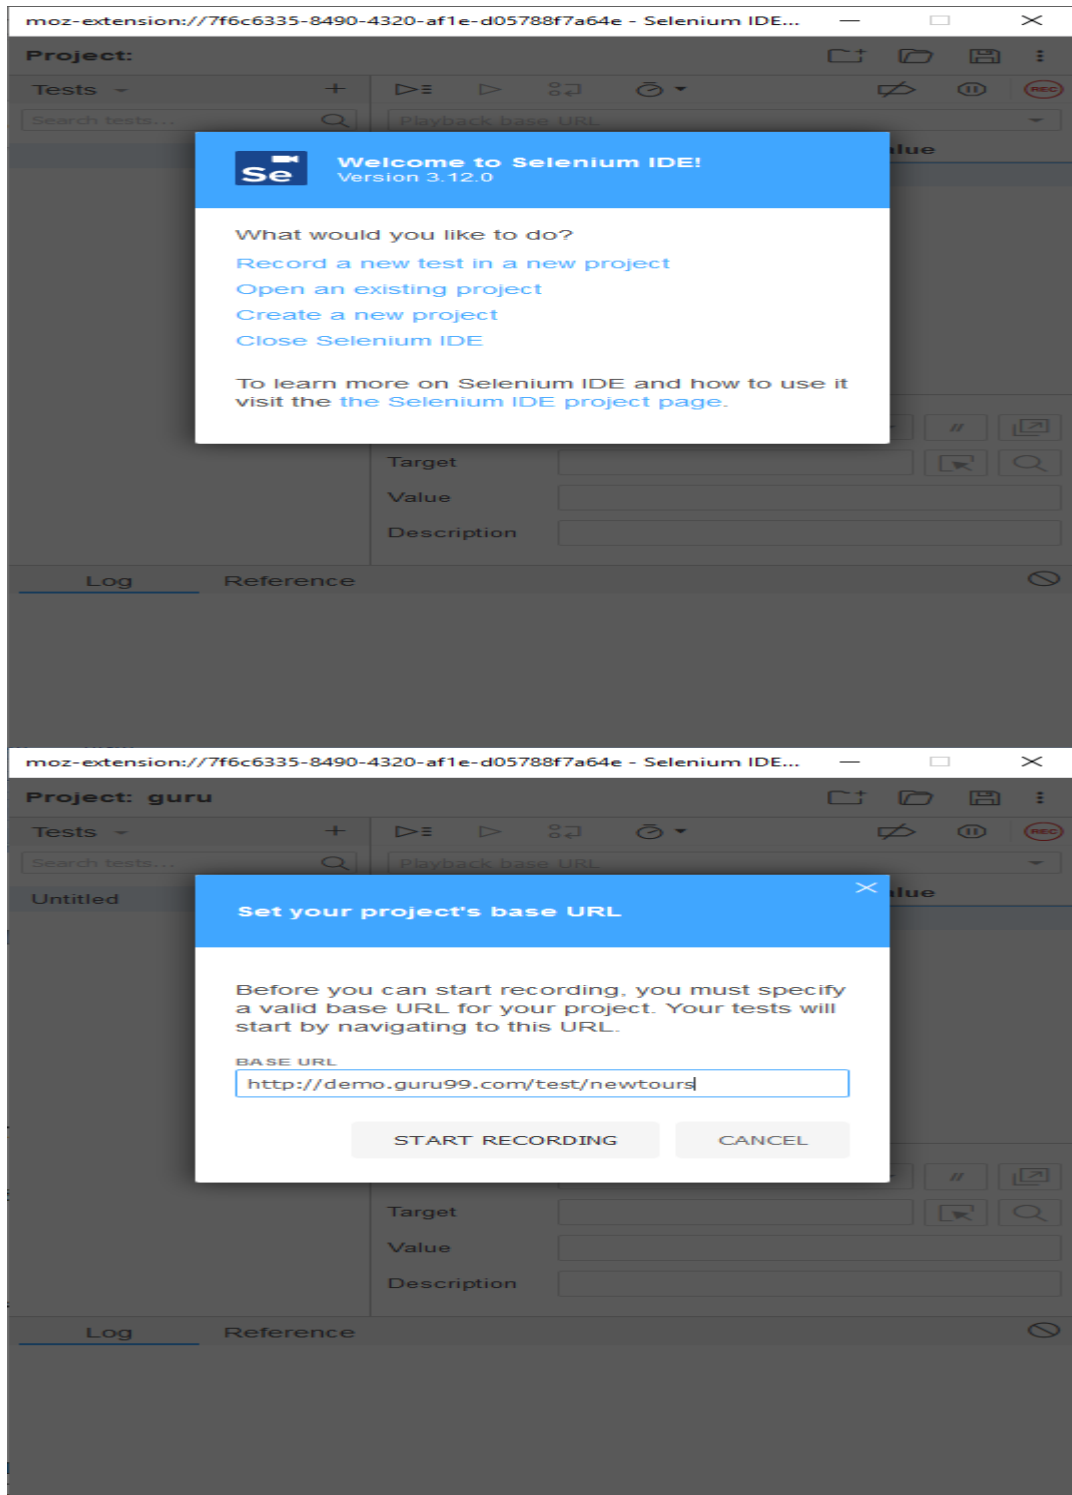 moz-extension://7f6c6335-8490-4320-af1e-d05788f7a64e - Selenium IDE...
Project:
Tests
REC
Search tests...
Playback base URL
alue
Se
Welcome to Selenium IDE!
Version 3.12.0
What would you like to do?
Record a new test in a new project
Open an existing project
Create a new project
Close Selenium IDE
To learn more on Selenium IDE and how to use it
visit the the Selenium IDE project page.
//
Target
Value
Description
Log Reference
moz-extension://7f6c6335-8490-4320-af1e-d05788f7a64e - Selenium IDE...
Project: guru
Tests
REC
Search tests...
Playback base URL
Untitled
alue
Set your project's base URL
Before you can start recording, you must specify
a valid base URL for your project. Your tests will
start by navigating to this URL.
BASE URL
http://demo.guru99.com/test/newtours
START RECORDING CANCEL
//
Target
Value
Description
Log Reference